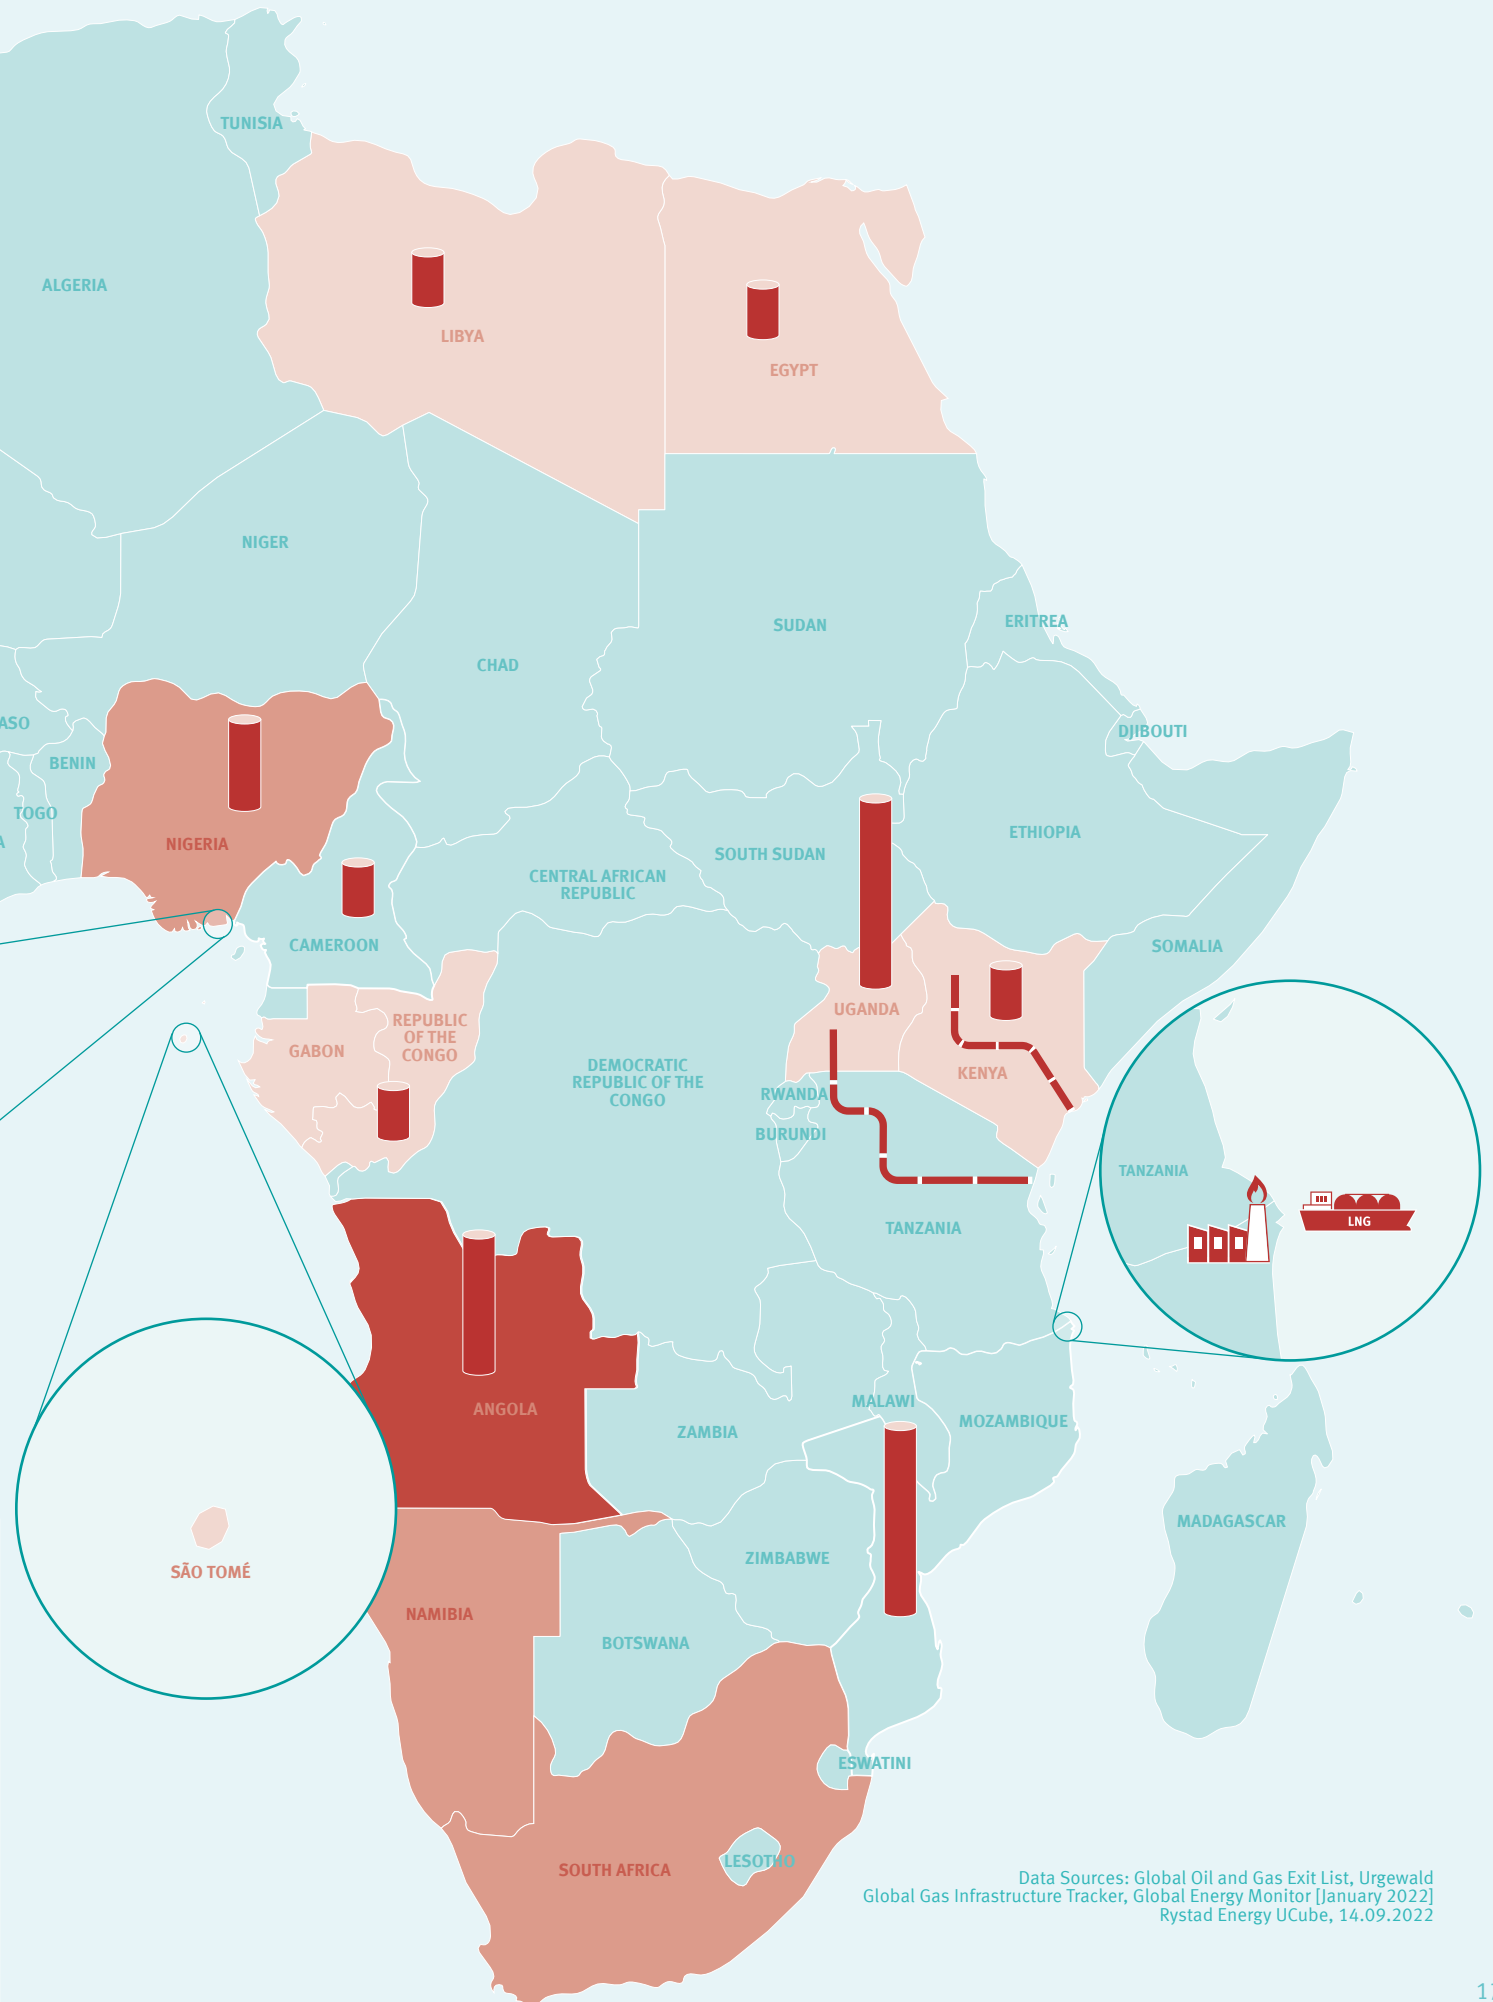 TUNISIA
ALGERIA
LIBYA
EGYPT
NIGER
CHAD
SUDAN
ERITREA
ASO
BENIN
DJIBOUTI
TOGO
NIGERIA
ETHIOPIA
SOUTH SUDAN
CENTRAL AFRICAN
REPUBLIC
CAMEROON
SOMALIA
UGANDA
REPUBLIC
OF THE
CONGO
GABON
KENYA
DEMOCRATIC
REPUBLIC OF THE
CONGO
RWANDA
BURUNDI
TANZANIA
LNG
TANZANIA
ANGOLA
MALAWI
MOZAMBIQUE
ZAMBIA
MADAGASCAR
ZIMBABWE
SÃO TOMÉ
NAMIBIA
BOTSWANA
ESWATINI
LESOTHO
SOUTH AFRICA
Data Sources: Global Oil and Gas Exit List, Urgewald
Global Gas Infrastructure Tracker, Global Energy Monitor [January 2022]
Rystad Energy UCube, 14.09.2022